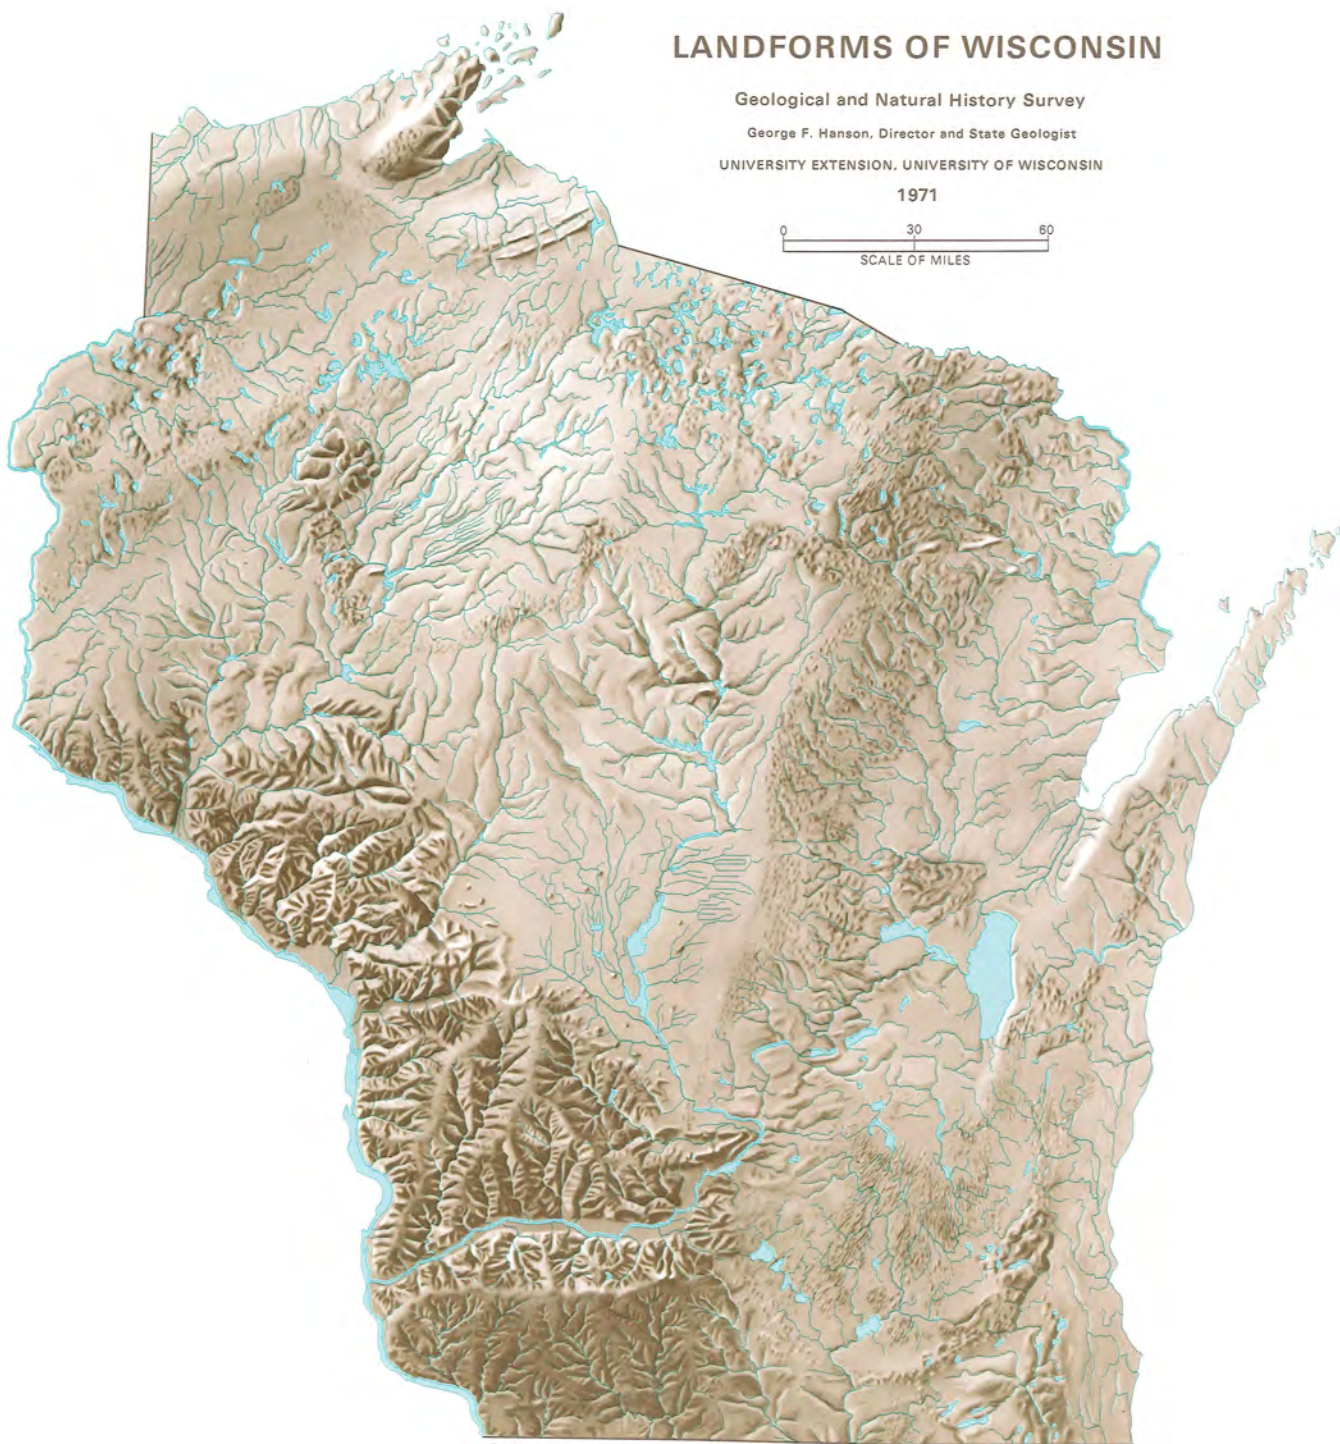 LANDFORMS OF WISCONSIN
Geological and Natural History Survey
George F. Hanson, Director and State Geologist
UNIVERSITY EXTENSION, UNIVERSITY OF WISCONSIN
1971
0 30 60
SCALE OF MILES